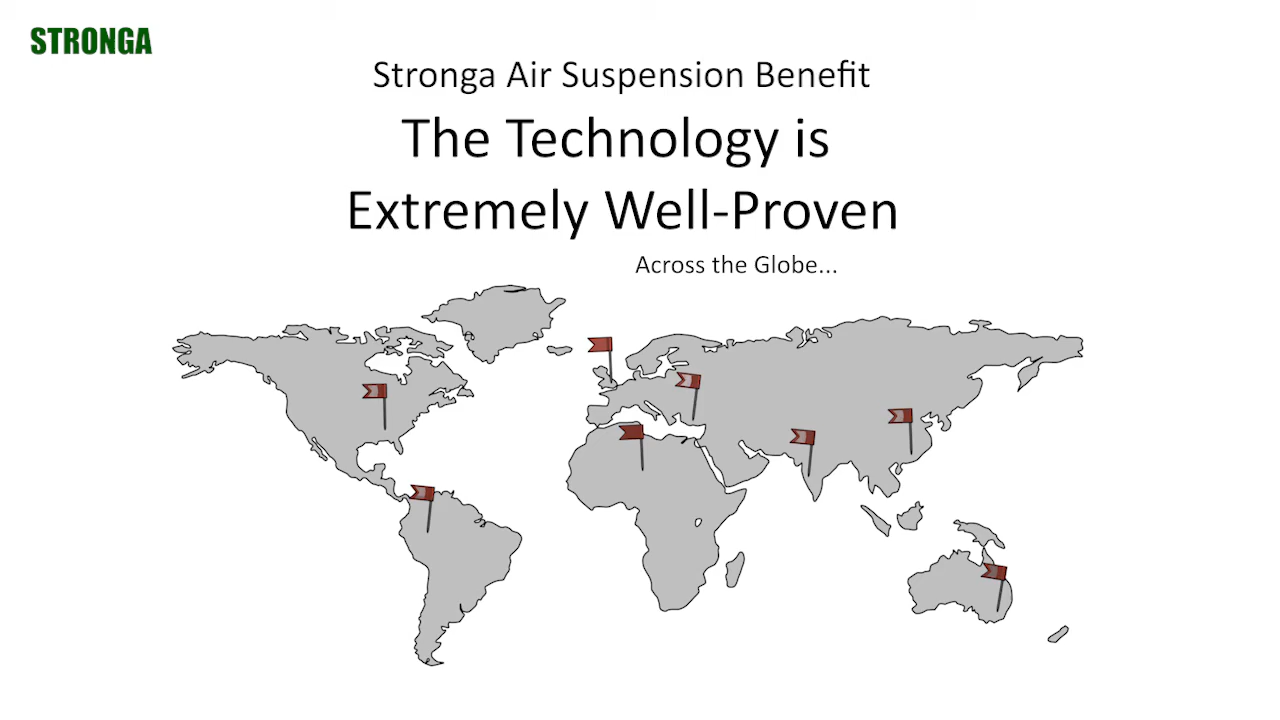 STRONGA
Stronga Air Suspension Benefit
The Technology is
Extremely Well-Proven
Across the Globe...